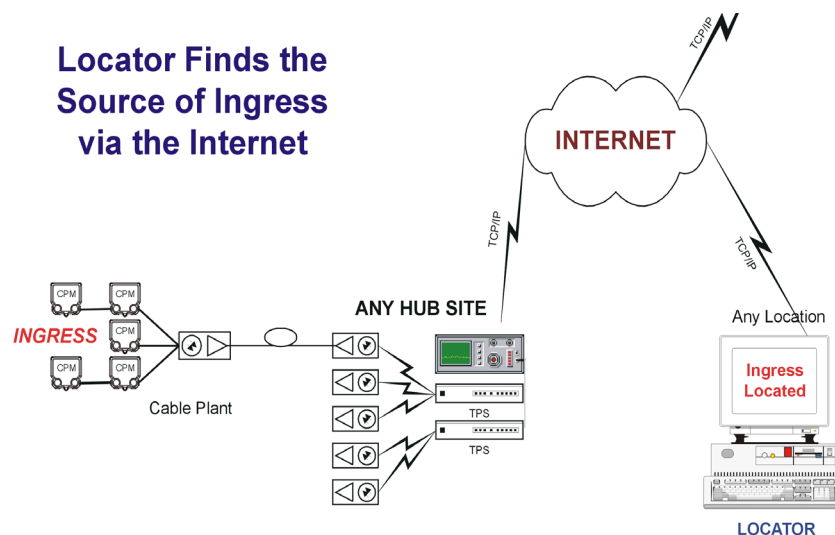 Locator Finds the
Source of Ingress
via the Internet
TCP/IP
INTERNET
TCP/IP
TCP/IP
CPM
CPM
INGRESS
CPM
CPM
CPM
Cable Plant
ANY HUB SITE
TPS
TPS
Any Location
Ingress
Located
LOCATOR